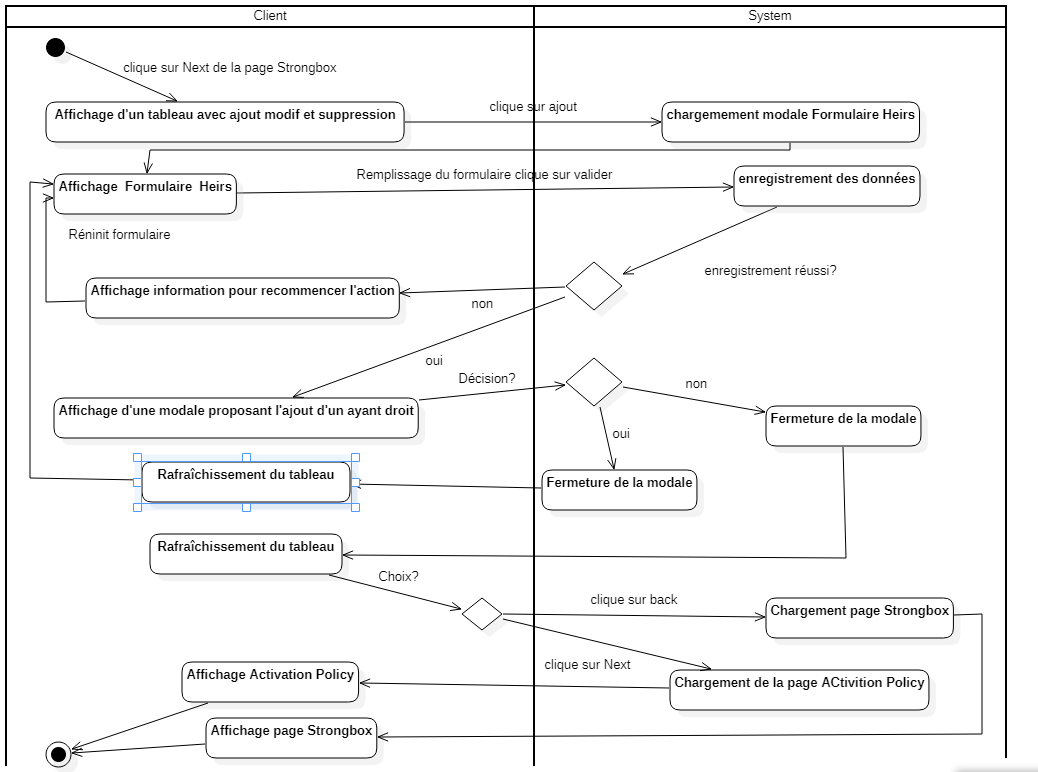 Client
System
clique sur Next de la page Strongbox
Affichage d'un tableau avec ajout modif et suppression
clique sur ajout
chargemement modale Formulaire Heirs
Affichage Formulaire Heirs
Remplissage du formulaire clique sur valider
enregistrement des données
Réninit formulaire
enregistrement réussi?
Affichage information pour recommencer l'action
non
oui
Décision?
non
Affichage d'une modale proposant l'ajout d'un ayant droit
Fermeture de la modale
oui
Rafraîchissement du tableau
Fermeture de la modale
Rafraîchissement du tableau
Choix?
clique sur back
Chargement page Strongbox
clique sur Next
Affichage Activation Policy
Chargement de la page ACtivition Policy
Affichage page Strongbox